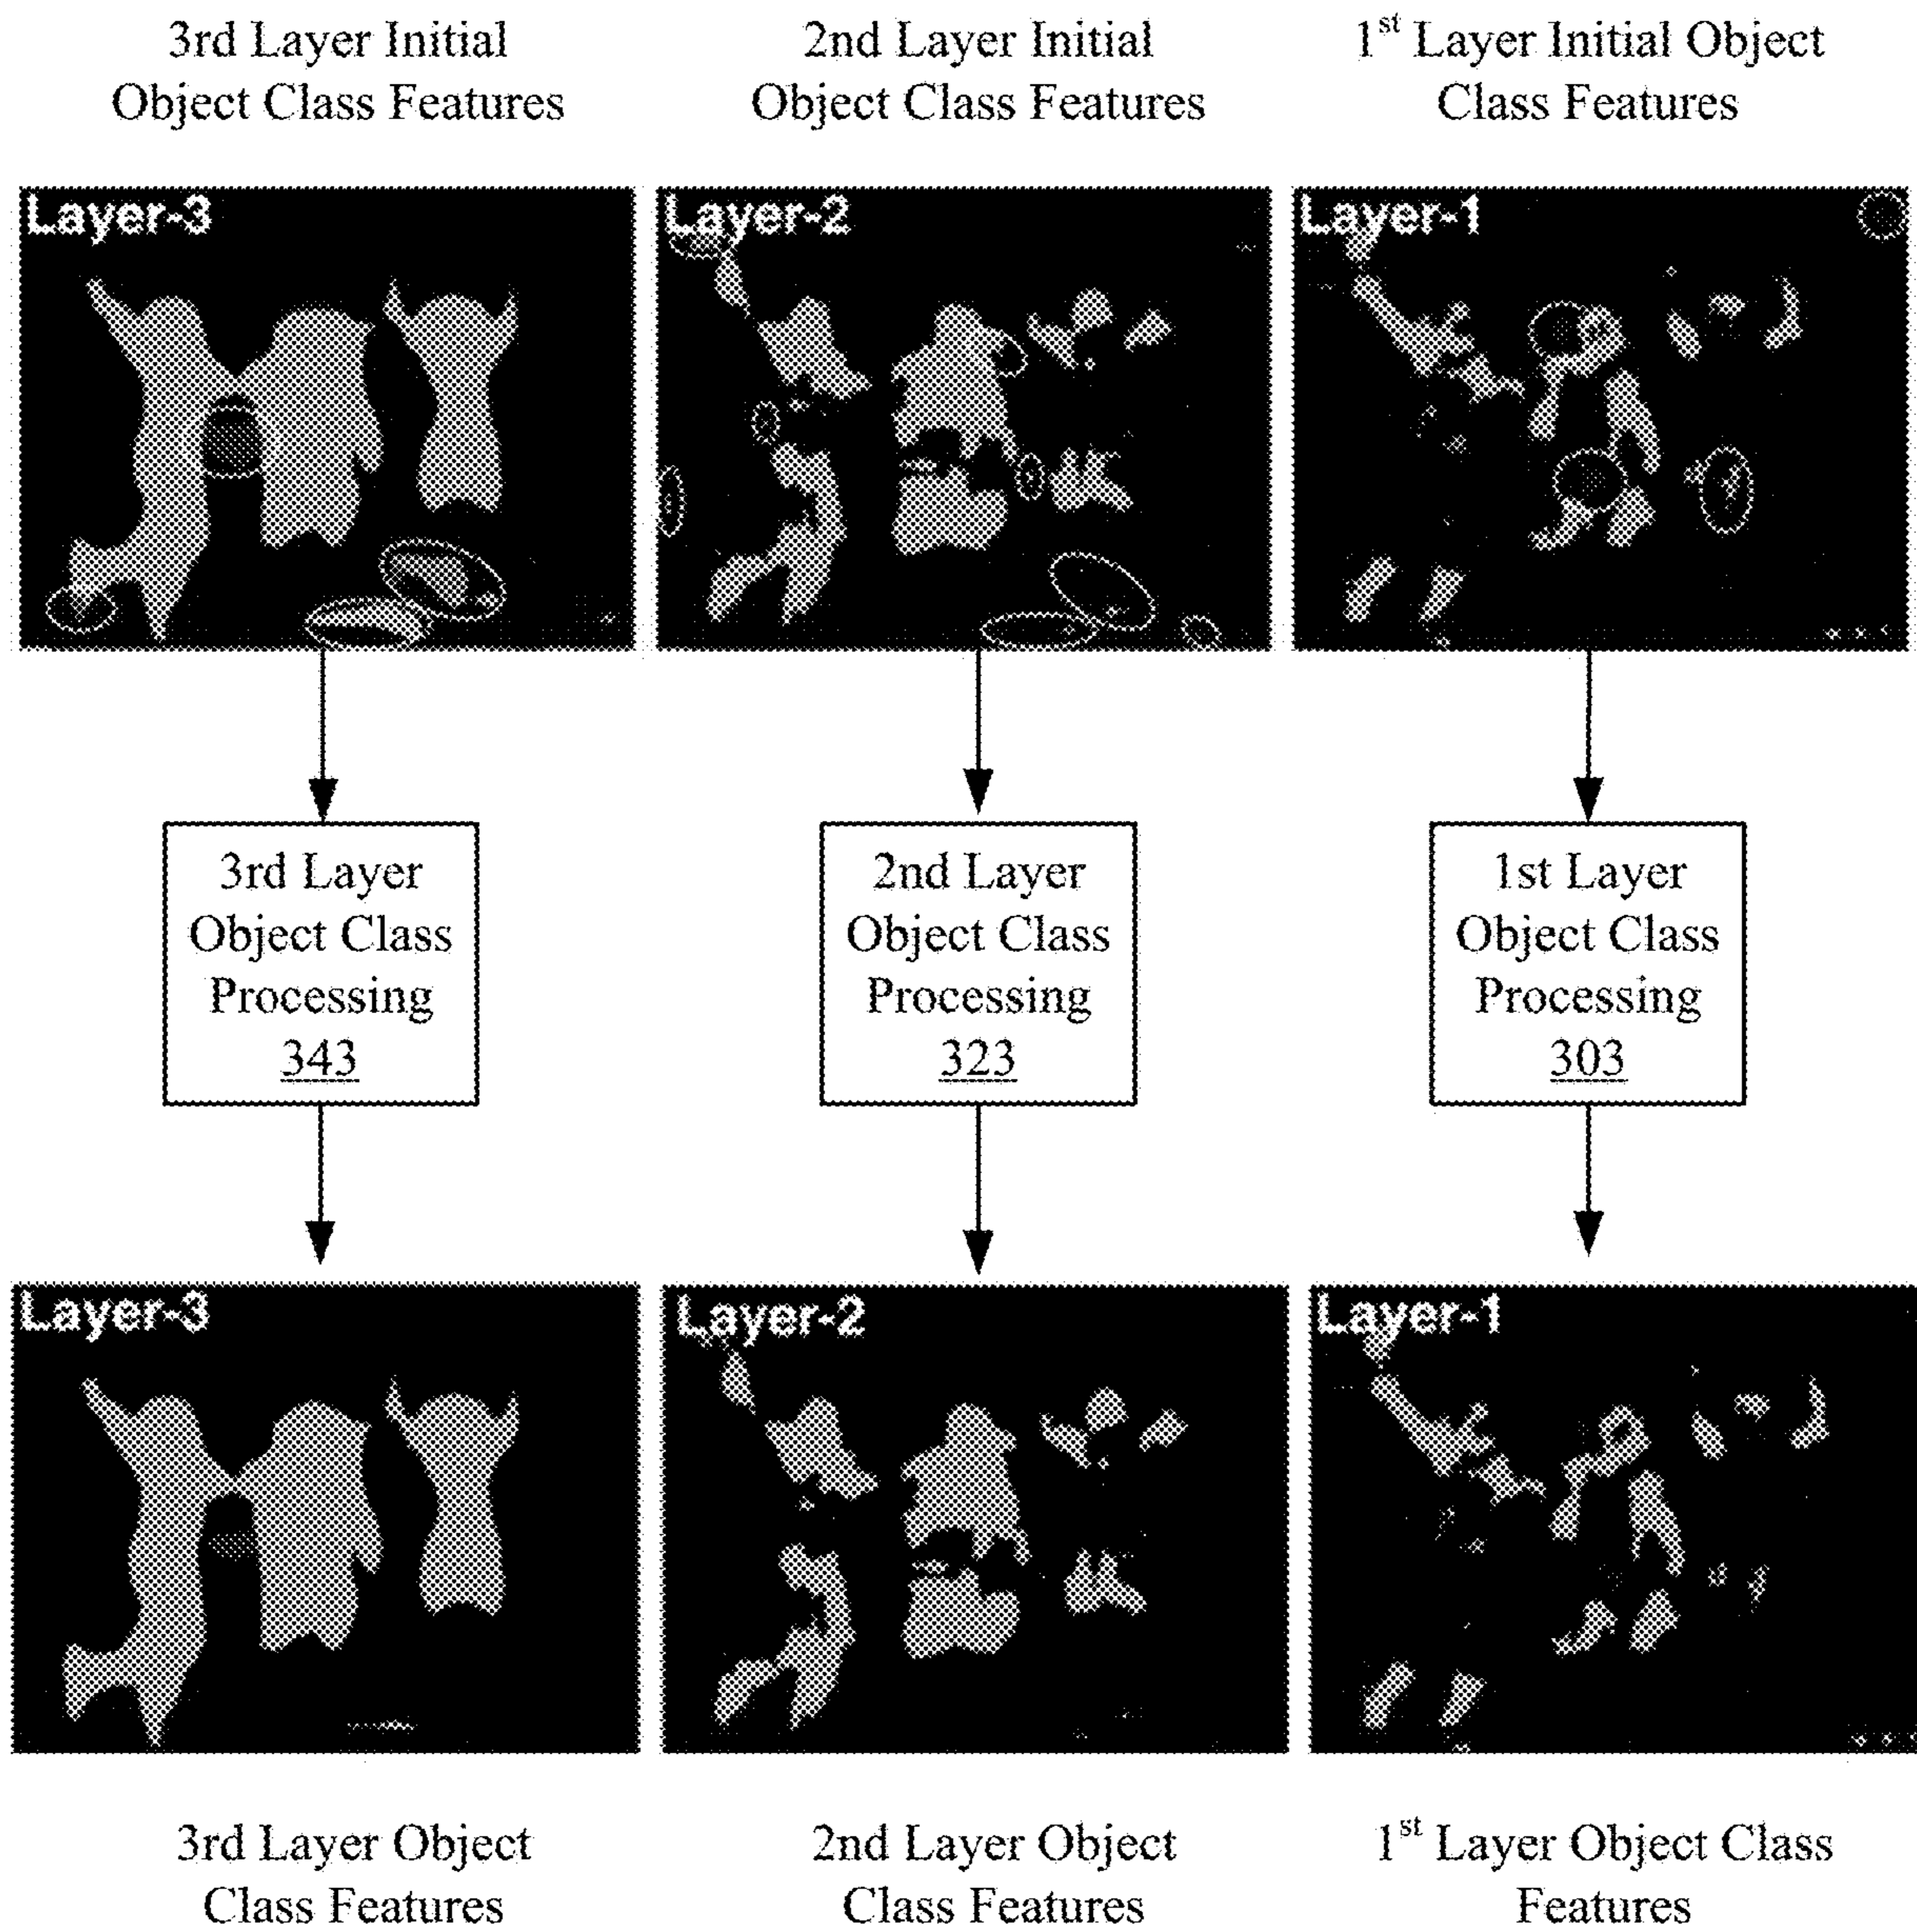 3rd Layer Initial
Object Class Features
2nd Layer Initial
Object Class Features
1st Layer Initial Object
Class Features
Layer-3
Layer-2
Layer-1
3rd Layer
Object Class
Processing
343
2nd Layer
Object Class
Processing
323
1st Layer
Object Class
Processing
303
Layer-3
Layer-2
Layer-1
3rd Layer Object
Class Features
2nd Layer Object
Class Features
1st Layer Object Class
Features